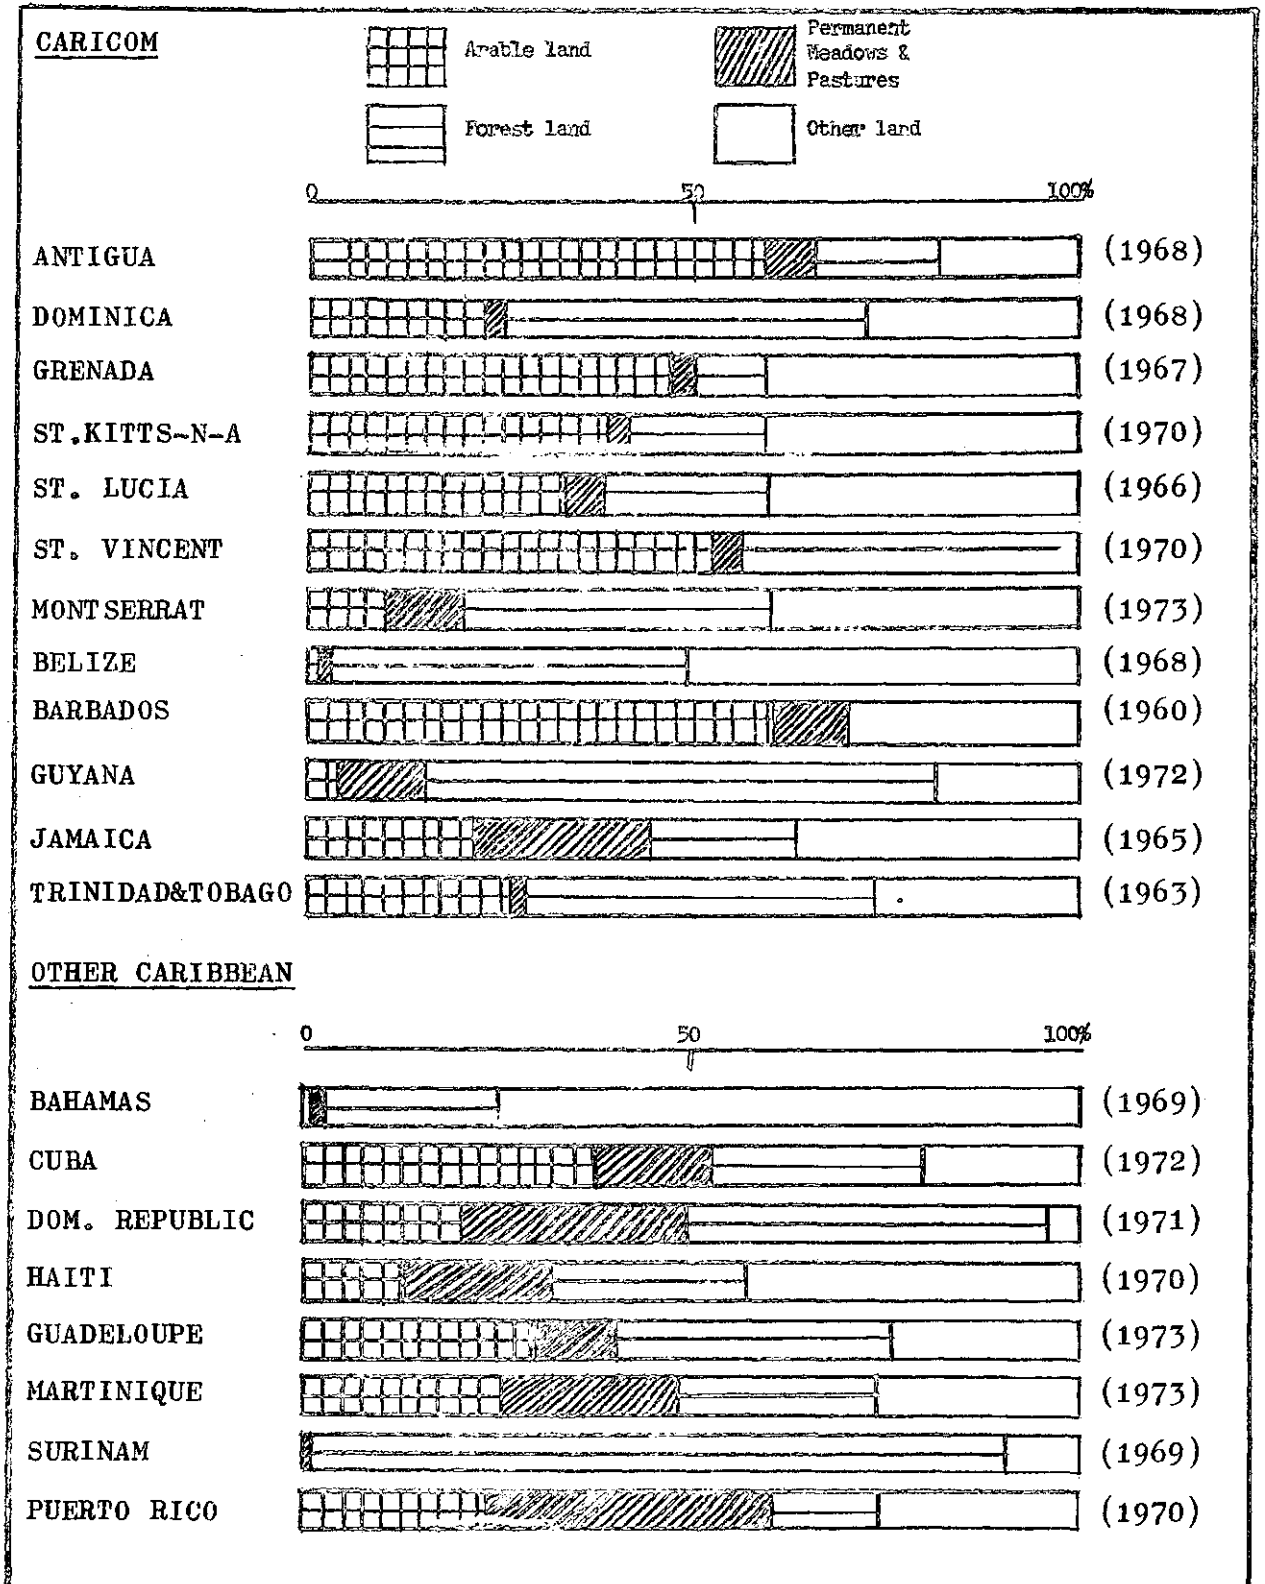 CARICOM
Arable land
Permanent
Meadows &
Pastures
Forest land
Other land
0 50 100%
ANTIGUA (1968)
DOMINICA (1968)
GRENADA (1967)
ST.KITTS-N-A (1970)
ST. LUCIA (1966)
ST. VINCENT (1970)
MONTSERRAT (1973)
BELIZE (1968)
BARBADOS (1960)
GUYANA (1972)
JAMAICA (1965)
TRINIDAD&TOBAGO (1963)
OTHER CARIBBEAN
0 50 100%
BAHAMAS (1969)
CUBA (1972)
DOM. REPUBLIC (1971)
HAITI (1970)
GUADELOUPE (1973)
MARTINIQUE (1973)
SURINAM (1969)
PUERTO RICO (1970)